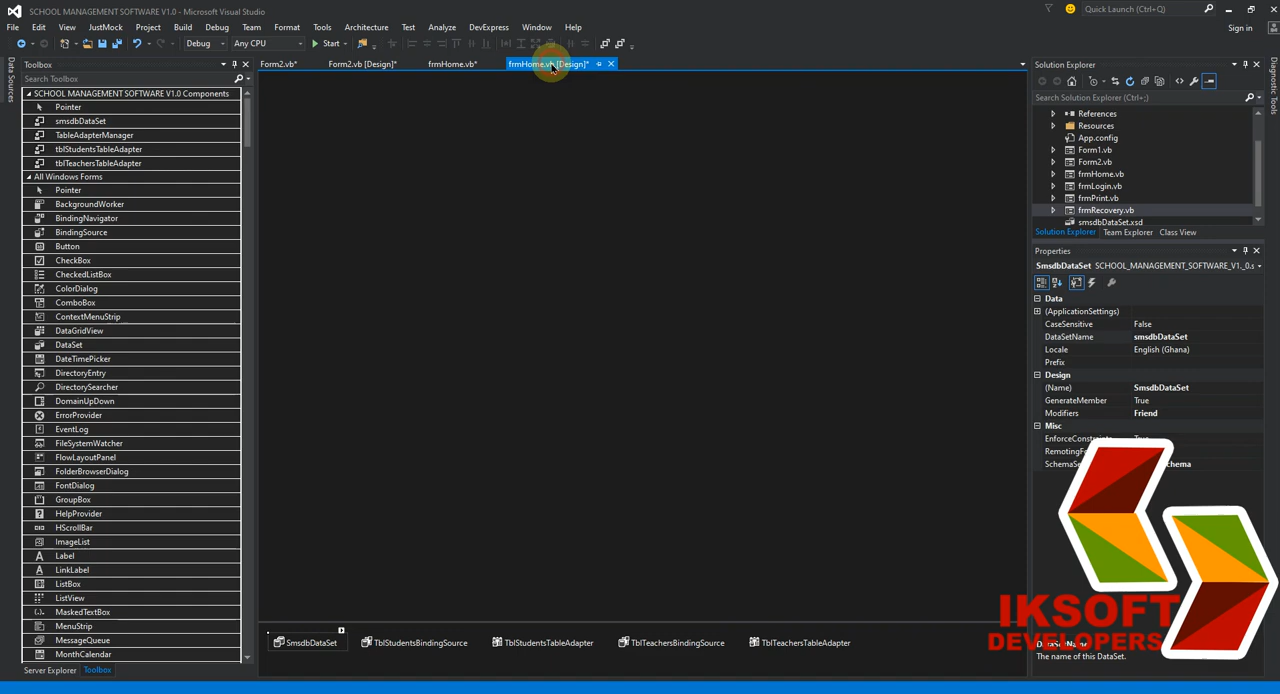 SCHOOL MANAGEMENT SOFTWARE V1.0 - Microsoft Visual Studio
Quick Launch (Ctrl+;)
File Edit View JustMock Project Build Debug Team Format Tools Architecture Test Analyze DevExpress Window Help
Sign in
Debug Any CPU Start
Data Sources
Toolbox
Search Toolbox
SCHOOL MANAGEMENT SOFTWARE V1.0 Components
Pointer
smsdbDataSet
TableAdapterManager
tblStudentsTableAdapter
tblTeachersTableAdapter
All Windows Forms
Pointer
BackgroundWorker
BindingNavigator
BindingSource
Button
CheckBox
CheckedListBox
ColorDialog
ComboBox
ContextMenuStrip
DataGridView
DataSet
DateTimePicker
DirectoryEntry
DirectorySearcher
DomainUpDown
ErrorProvider
EventLog
FileSystemWatcher
FlowLayoutPanel
FolderBrowserDialog
FontDialog
GroupBox
HelpProvider
HScrollBar
ImageList
Label
LinkLabel
ListBox
ListView
MaskedTextBox
MenuStrip
MessageQueue
MonthCalendar
Server Explorer Toolbox
Form2.vb* Form2.vb [Design]* frmHome.vb* frmHome.vb [Design]*
SmsdbDataSet TblStudentsBindingSource TblStudentsTableAdapter TblTeachersBindingSource TblTeachersTableAdapter
Solution Explorer
Search Solution Explorer (Ctrl+;)
References
Resources
App.config
Form1.vb
Form2.vb
frmHome.vb
frmLogin.vb
frmPrint.vb
frmRecovery.vb
smsdbDataSet.xsd
Solution Explorer Team Explorer Class View
Properties
SmsdbDataSet SCHOOL_MANAGEMENT_SOFTWARE_V1._0.s
Data
(ApplicationSettings)
CaseSensitive False
DataSetName smsdbDataSet
Locale English (Ghana)
Prefix
Design
(Name) SmsdbDataSet
GenerateMember True
Modifiers Friend
Misc
EnforceConstraints True
The name of this DataSet.
Diagnostic Tools
IKSOFT
DEVELOPERS